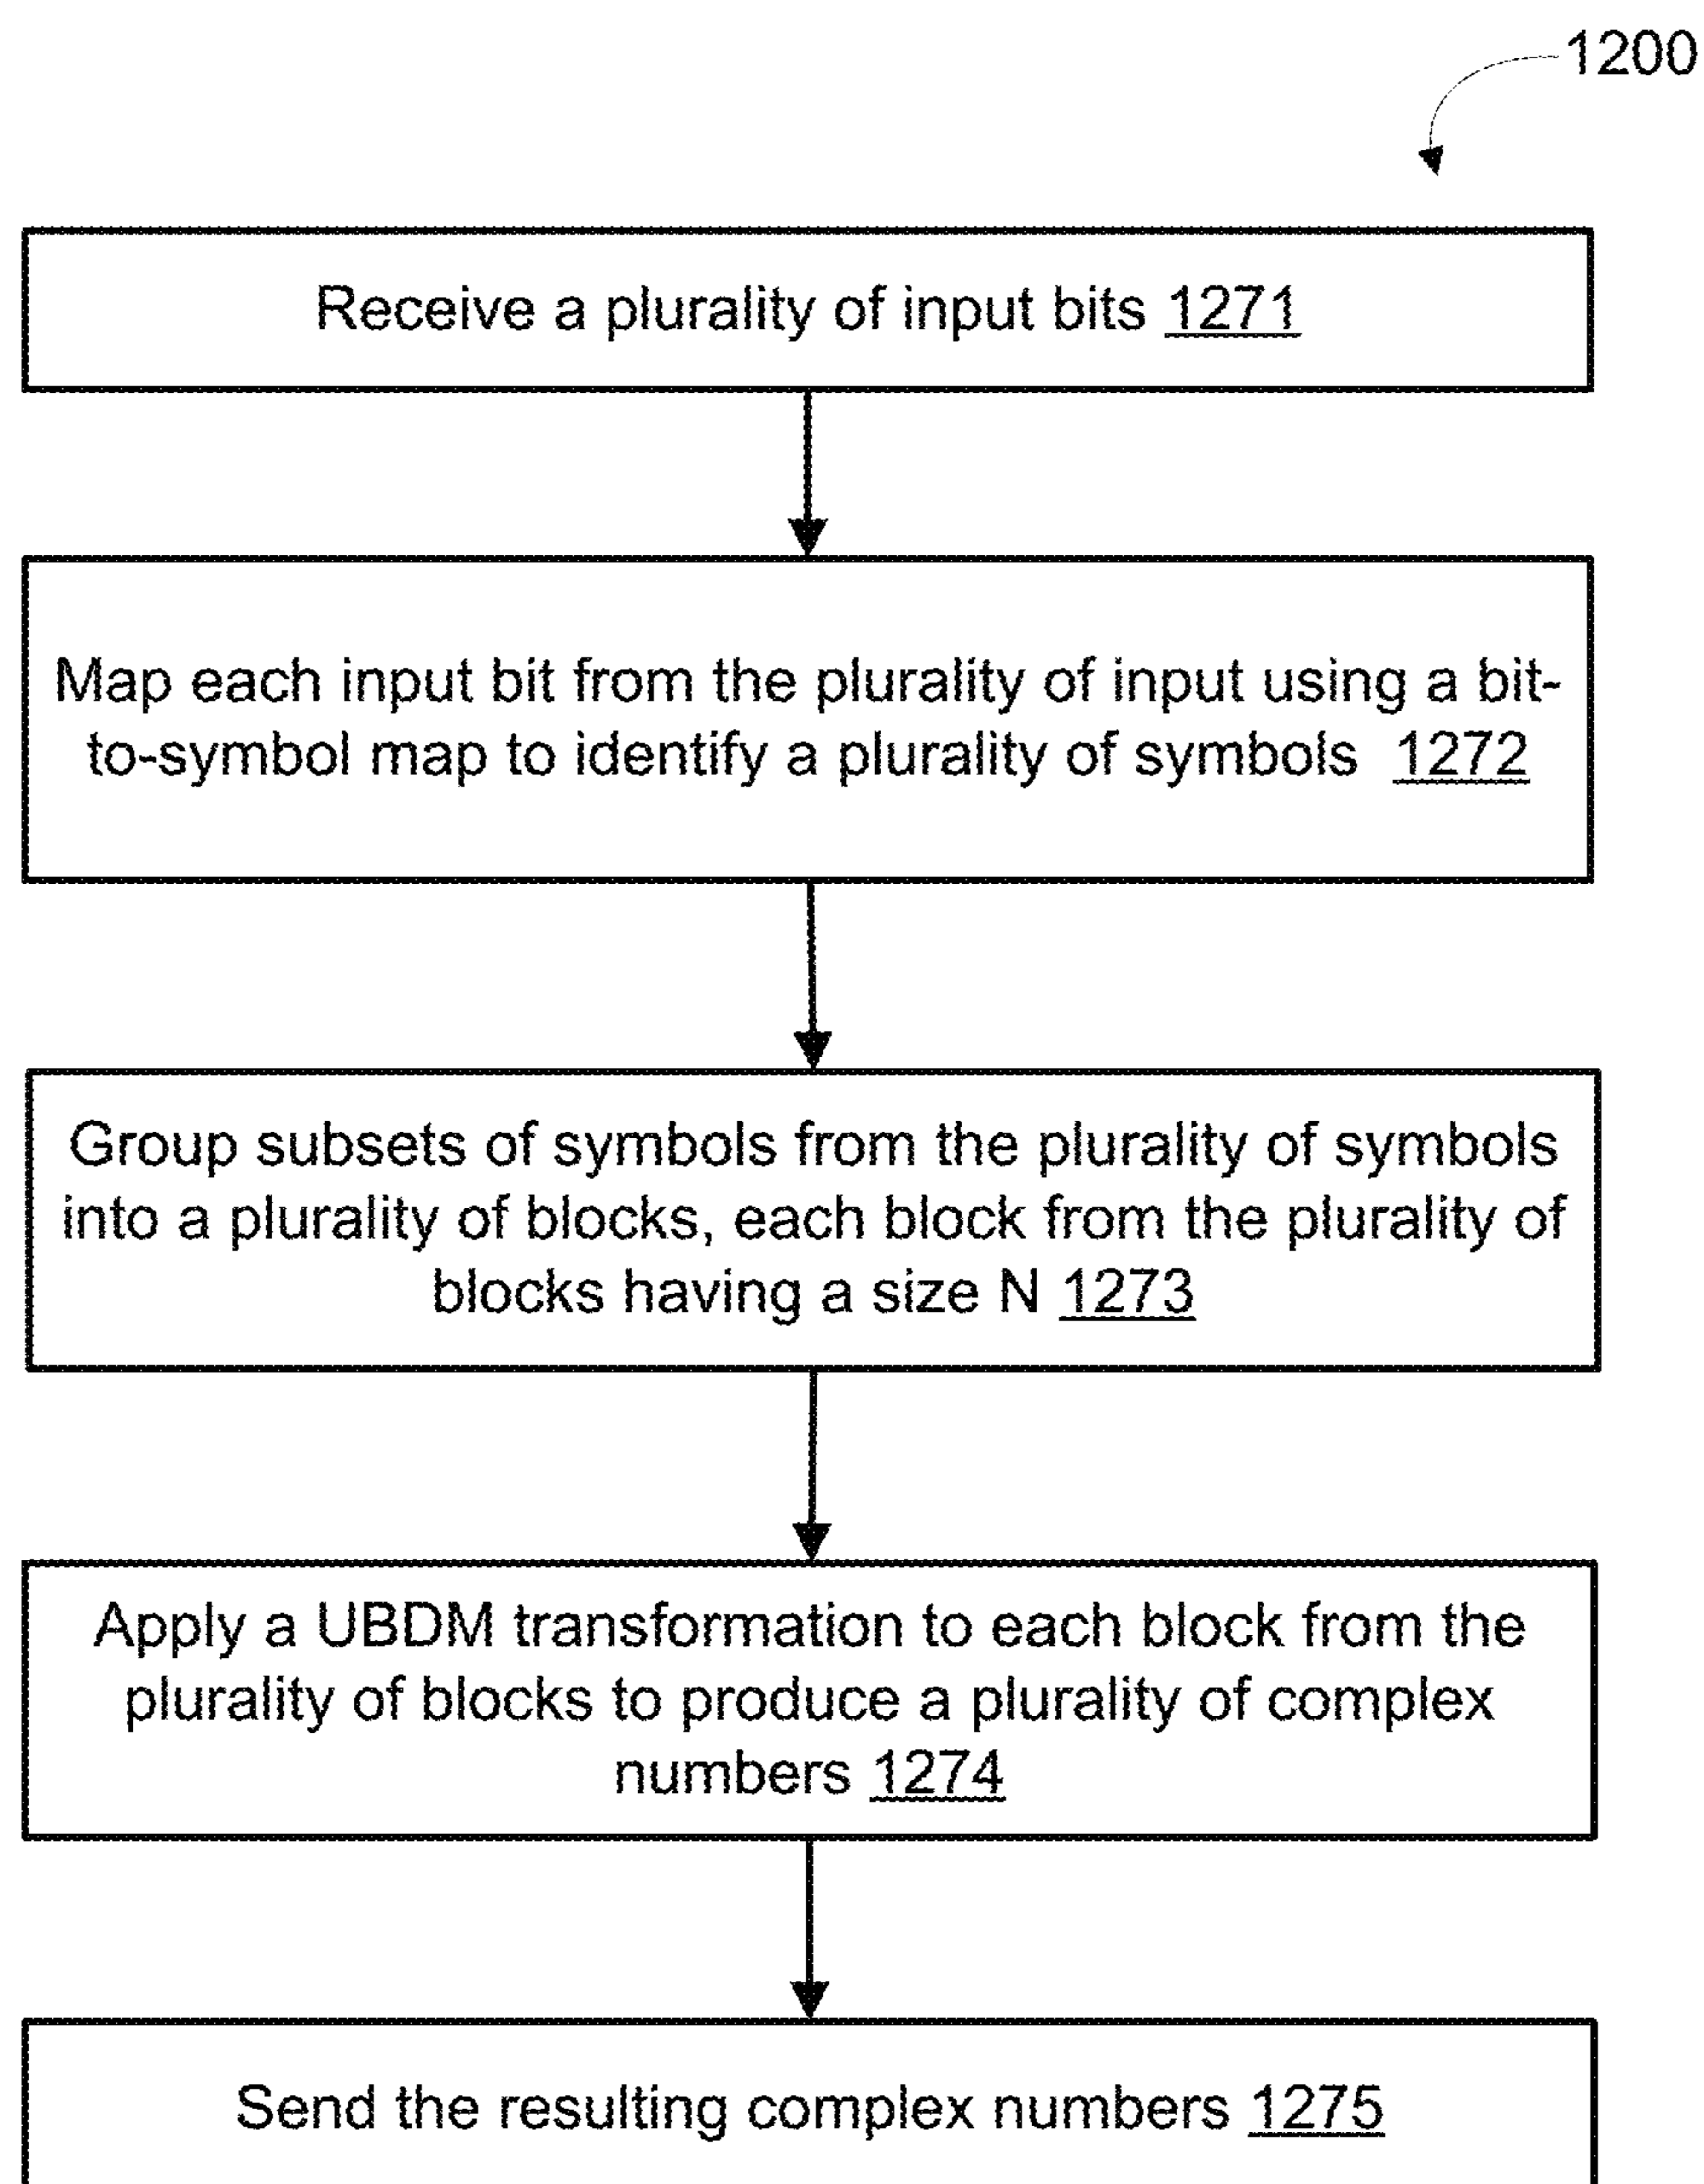 1200
Receive a plurality of input bits 1271
Map each input bit from the plurality of input using a bit-
to-symbol map to identify a plurality of symbols 1272
Group subsets of symbols from the plurality of symbols
into a plurality of blocks, each block from the plurality of
blocks having a size N 1273
Apply a UBDM transformation to each block from the
plurality of blocks to produce a plurality of complex
numbers 1274
Send the resulting complex numbers 1275